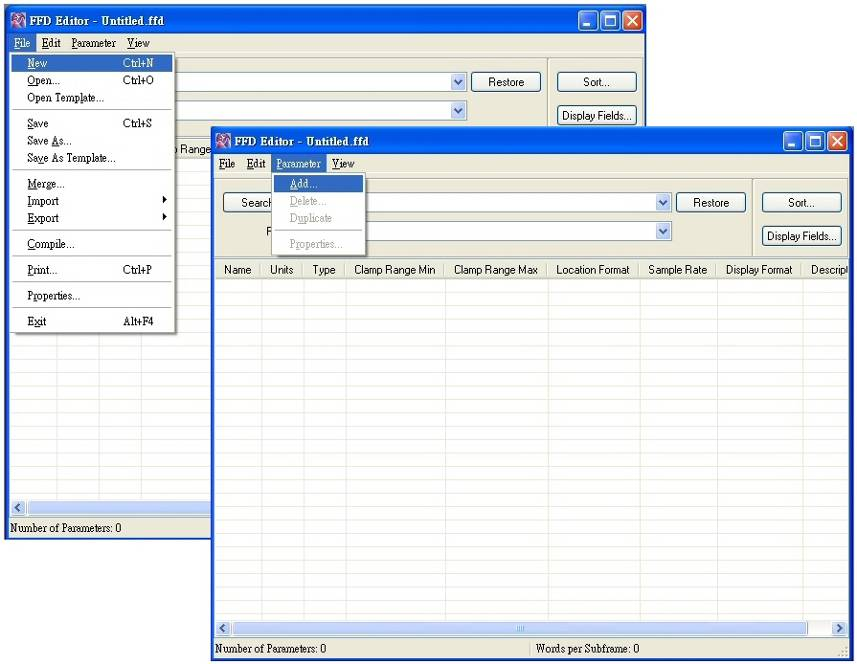 FFD Editor - Untitled.ffd
File Edit Parameter View
New Ctrl+N
Open... Ctrl+O
Open Template...
Save Ctrl+S
Save As...
Save As Template...
Merge...
Import
Export
Compile...
Print... Ctrl+P
Properties...
Exit Alt+F4
Restore Sort...
Display Fields...
Range
Number of Parameters: 0
FFD Editor - Untitled.ffd
File Edit Parameter View
Add...
Delete...
Duplicate
Properties...
Search Restore Sort...
Display Fields...
Name Units Type Clamp Range Min Clamp Range Max Location Format Sample Rate Display Format Descript
Number of Parameters: 0 Words per Subframe: 0